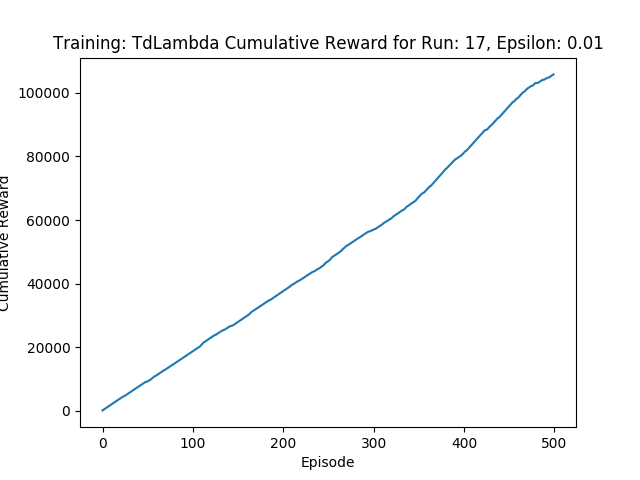 Training: TdLambda Cumulative Reward for Run: 17, Epsilon: 0.01
100000
80000
60000
40000
20000
0
Cumulative Reward
0 100 200 300 400 500
Episode